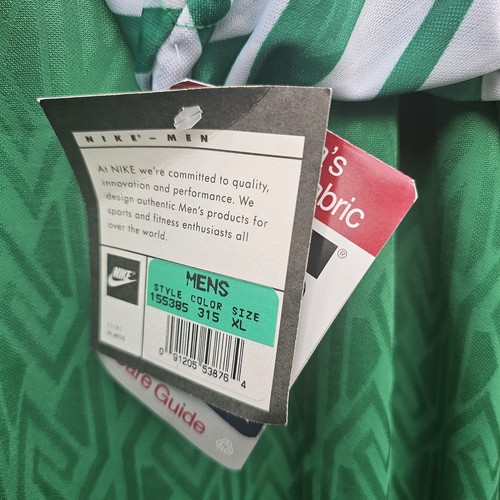 NIKE-MEN
At NIKE we're committed to quality,
innovation and performance. We
design authentic Men's products for
sports and fitness enthusiasts all
over the world.
NIKE
MENS
STYLE COLOR SIZE
155385 315 XL
0 91205 53876 4
's
abric
®
are Guide